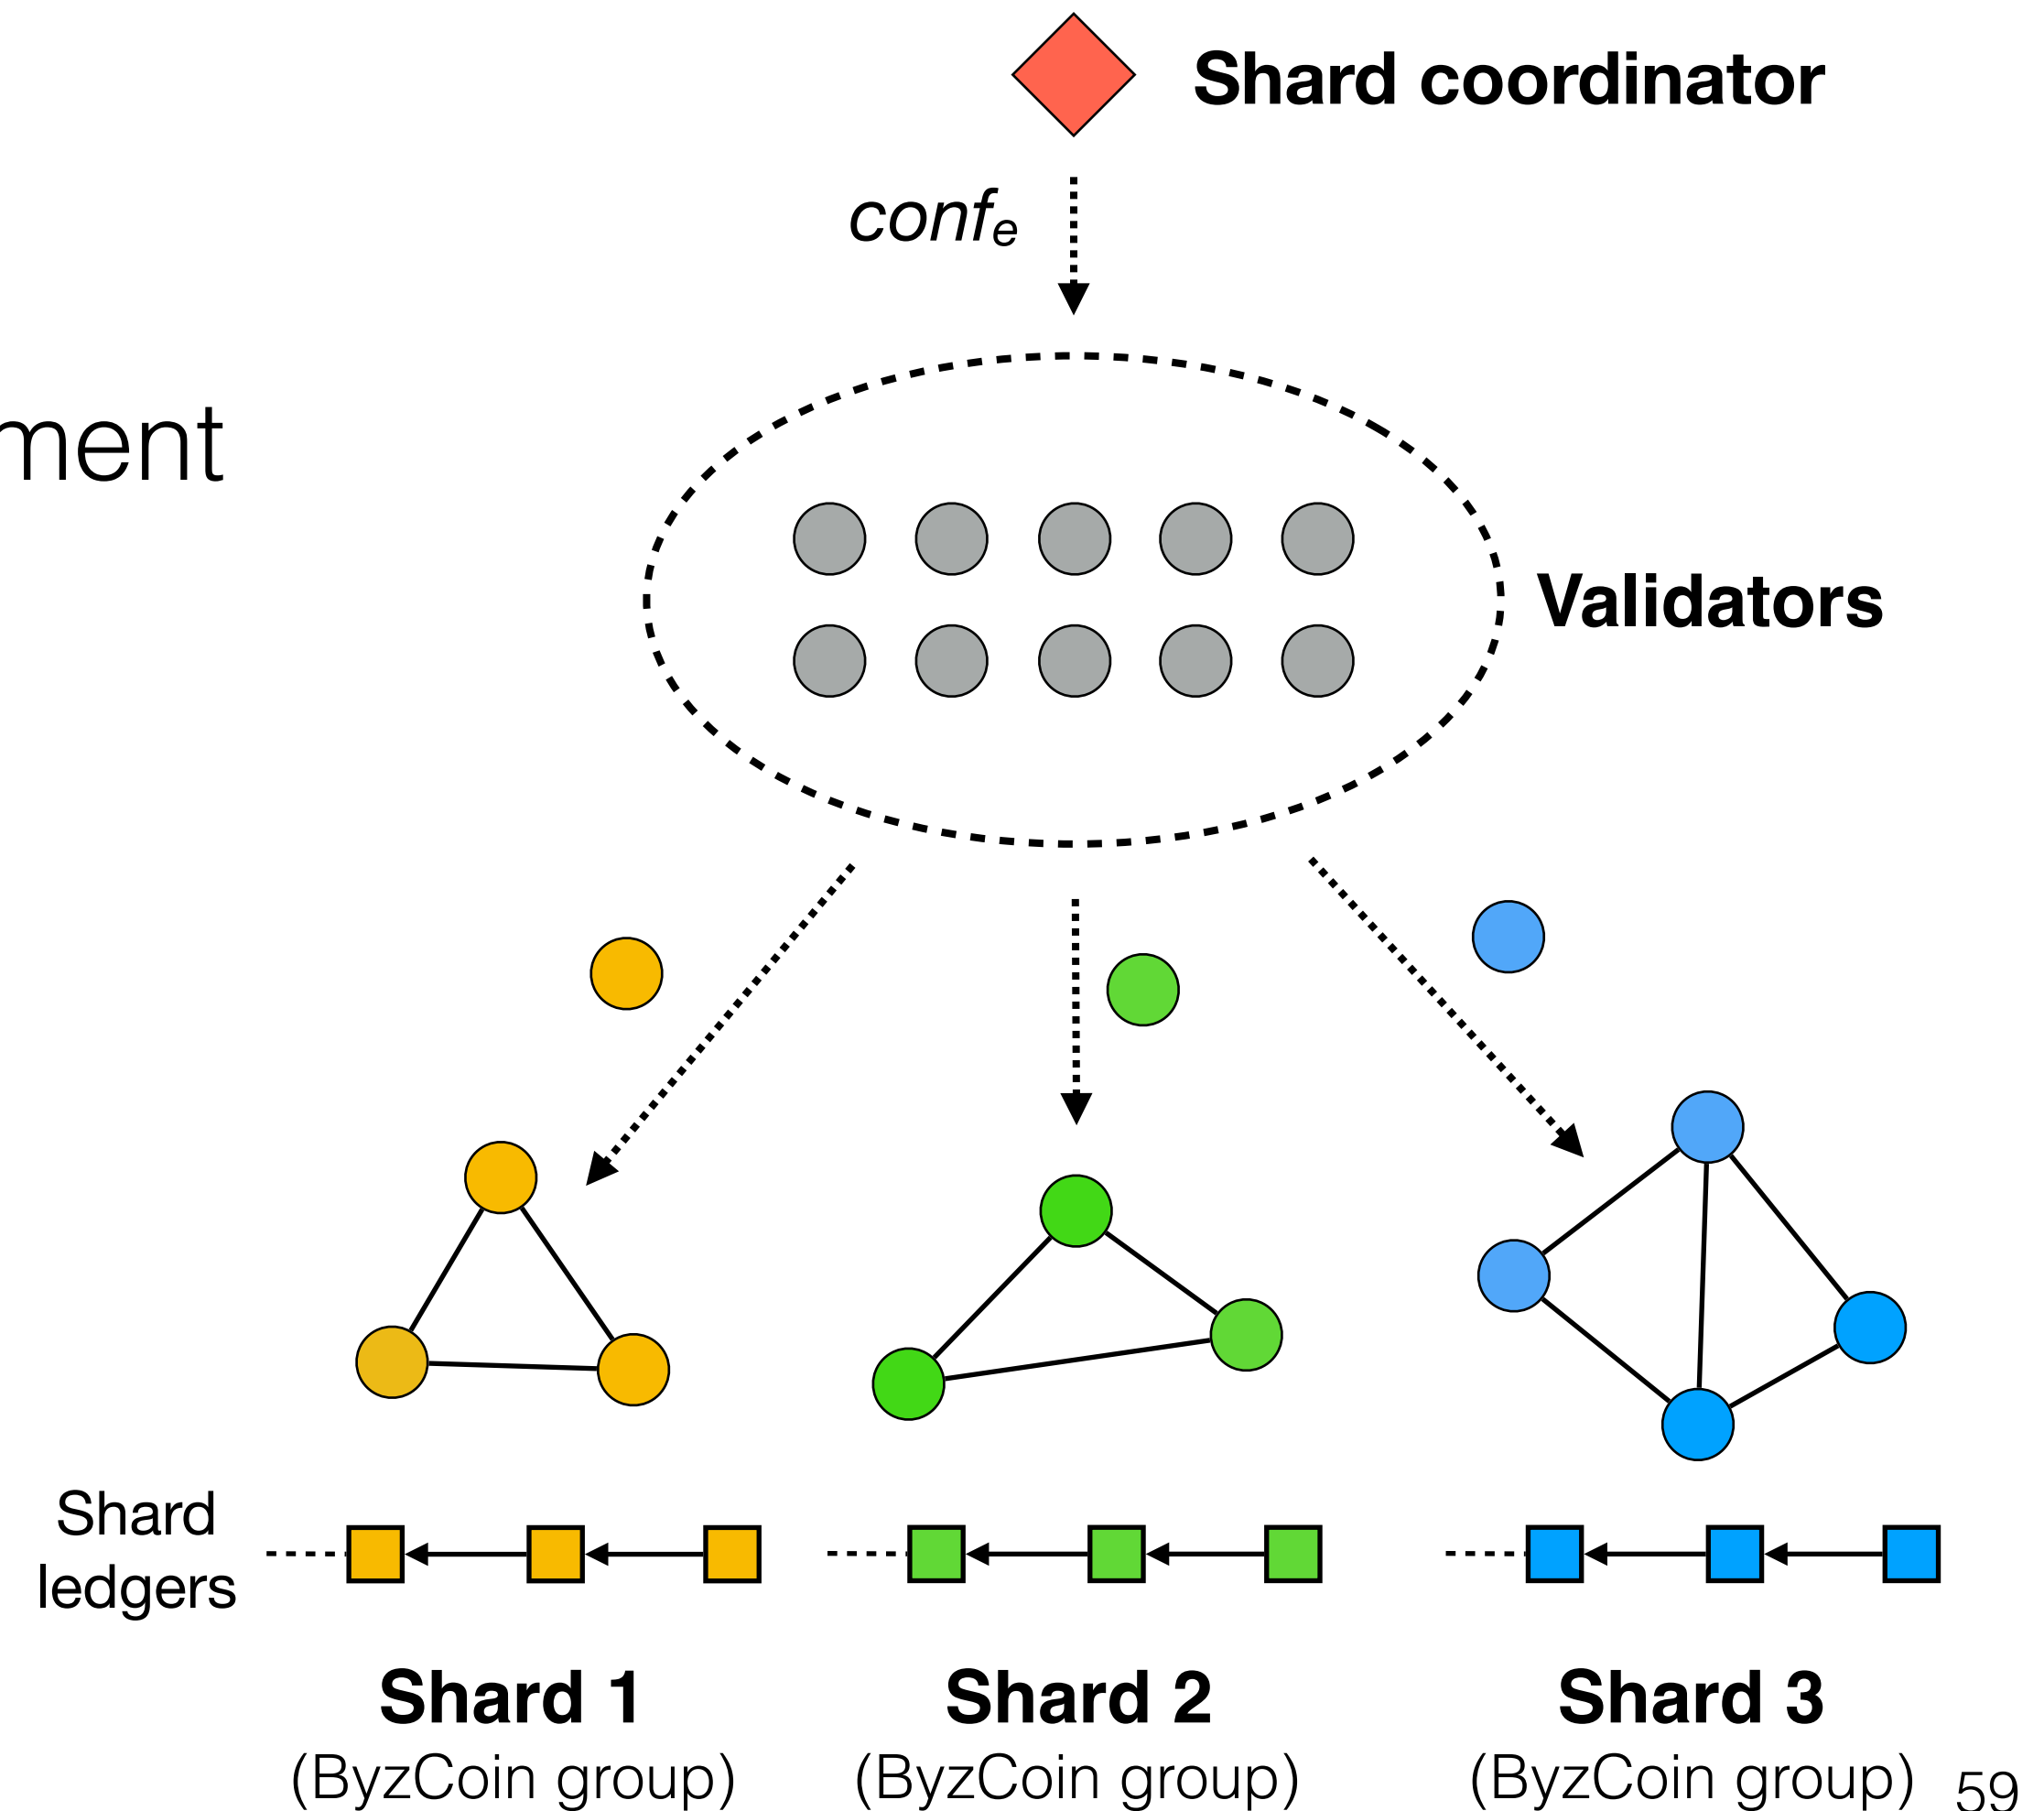 Shard coordinator
confe
ment
Validators
Shard
ledgers
Shard 1
(ByzCoin group)
Shard 2
(ByzCoin group)
Shard 3
(ByzCoin group)
59